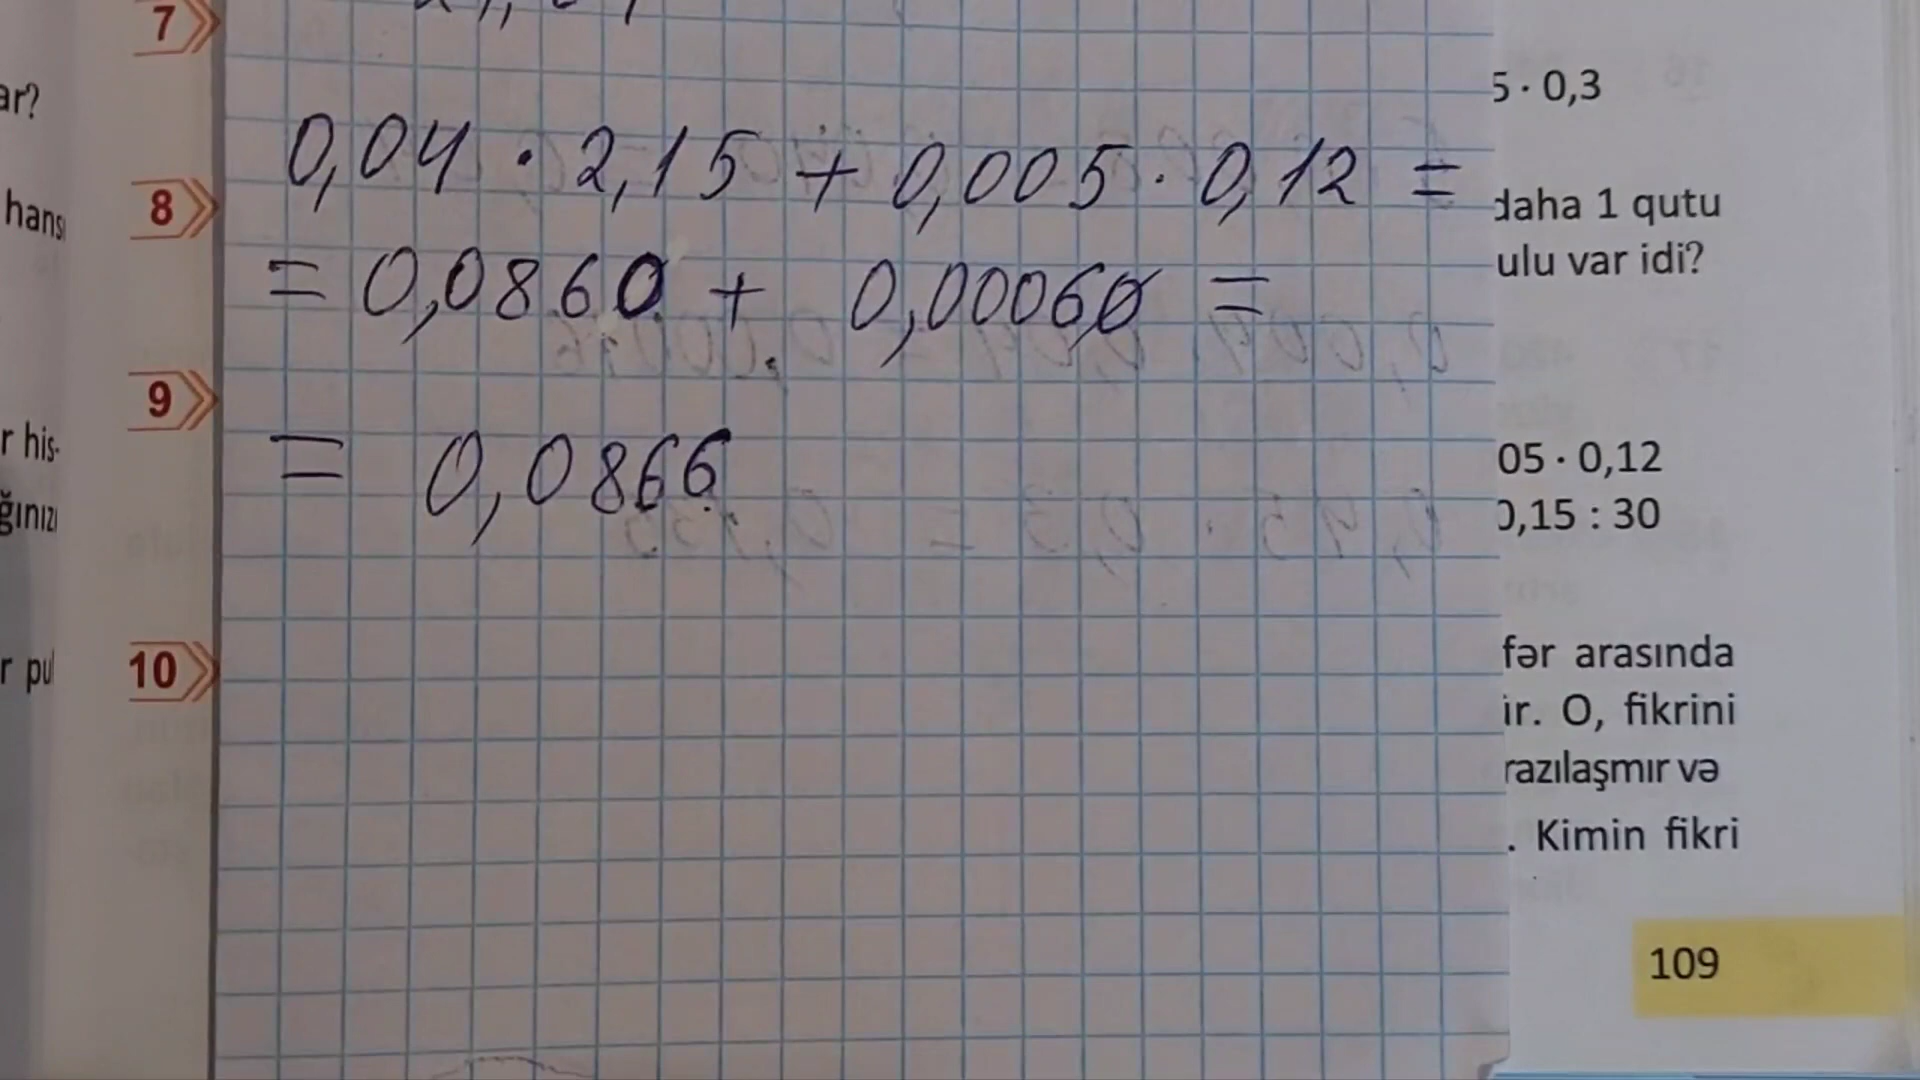 7
ar?
5 · 0,3
0,04 · 2,15 + 0,005 · 0,12 =
8
hansı
daha 1 qutu
ulu var idi?
= 0,0860 + 0,00060 =
9
r his-
05 · 0,12
= 0,0866
ğınızı
0,15 : 30
10
r pul
fər arasında
ir. O, fikrini
razılaşmır və
. Kimin fikri
109